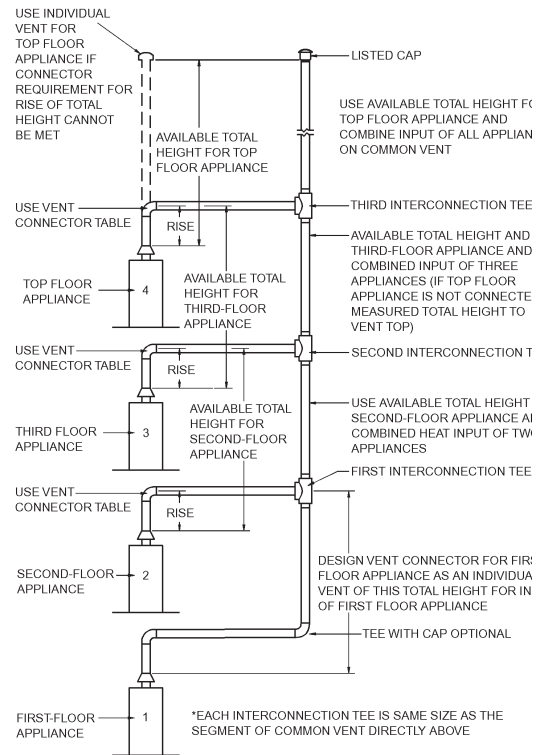 USE INDIVIDUAL
VENT FOR
TOP FLOOR
APPLIANCE IF
CONNECTOR
REQUIREMENT FOR
RISE OF TOTAL
HEIGHT CANNOT
BE MET
LISTED CAP
USE AVAILABLE TOTAL HEIGHT
TOP FLOOR APPLIANCE AND
COMBINE INPUT OF ALL
ON COMMON VENT
AVAILABLE TOTAL
HEIGHT FOR TOP
FLOOR APPLIANCE
USE VENT
CONNECTOR TABLE
RISE
THIRD INTERCONNECTION TEE
AVAILABLE TOTAL HEIGHT AND
THIRD-FLOOR APPLIANCE AND
COMBINED INPUT OF THREE
APPLIANCES (IF TOP FLOOR
APPLIANCE IS NOT
MEASURED TOTAL HEIGHT TO
VENT TOP)
TOP FLOOR
APPLIANCE
4
AVAILABLE TOTAL
HEIGHT FOR
THIRD-FLOOR
APPLIANCE
USE VENT
CONNECTOR TABLE
RISE
SECOND INTERCONNECTION
THIRD FLOOR
APPLIANCE
3
AVAILABLE TOTAL
HEIGHT FOR
SECOND-FLOOR
APPLIANCE
USE AVAILABLE TOTAL HEIGHT
SECOND-FLOOR APPLIANCE
COMBINED HEAT INPUT OF
APPLIANCES
FIRST INTERCONNECTION TEE
USE VENT
CONNECTOR TABLE
RISE
SECOND-FLOOR
APPLIANCE
2
DESIGN VENT CONNECTOR FOR
FLOOR APPLIANCE AS AN
VENT OF THIS TOTAL HEIGHT FOR
OF FIRST FLOOR APPLIANCE
TEE WITH CAP OPTIONAL
FIRST-FLOOR
APPLIANCE
1
*EACH INTERCONNECTION TEE IS SAME SIZE AS THE
SEGMENT OF COMMON VENT DIRECTLY ABOVE